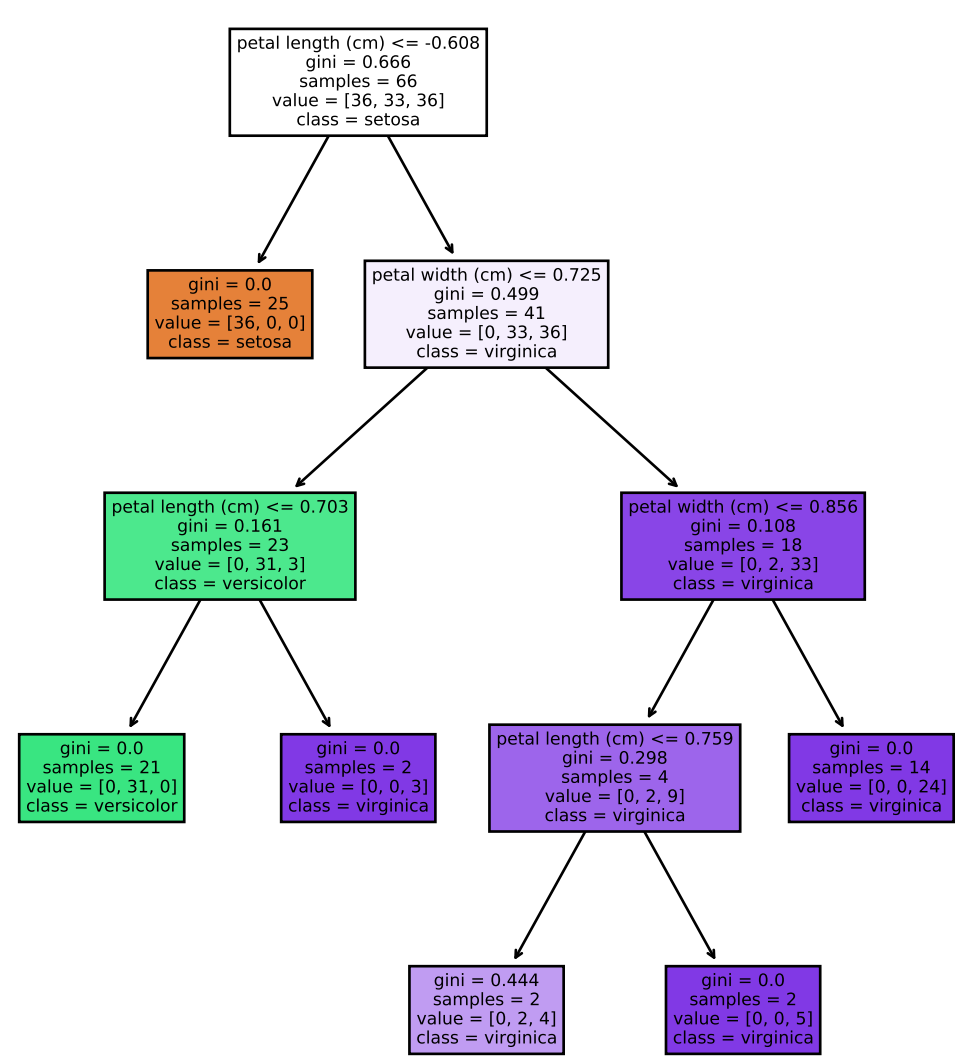 petal length (cm) <= -0.608
gini = 0.666
samples = 66
value = [36, 33, 36]
class = setosa
gini = 0.0
samples = 25
value = [36, 0, 0]
class = setosa
petal width (cm) <= 0.725
gini = 0.499
samples = 41
value = [0, 33, 36]
class = virginica
petal length (cm) <= 0.703
gini = 0.161
samples = 23
value = [0, 31, 3]
class = versicolor
petal width (cm) <= 0.856
gini = 0.108
samples = 18
value = [0, 2, 33]
class = virginica
gini = 0.0
samples = 21
value = [0, 31, 0]
class = versicolor
gini = 0.0
samples = 2
value = [0, 0, 3]
class = virginica
petal length (cm) <= 0.759
gini = 0.298
samples = 4
value = [0, 2, 9]
class = virginica
gini = 0.0
samples = 14
value = [0, 0, 24]
class = virginica
gini = 0.444
samples = 2
value = [0, 2, 4]
class = virginica
gini = 0.0
samples = 2
value = [0, 0, 5]
class = virginica